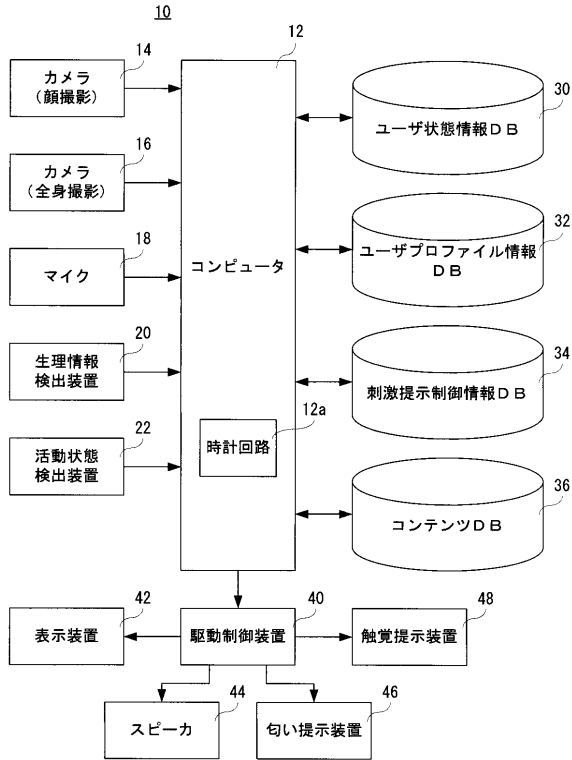 10
12
14
カメラ
(顔撮影)
16
カメラ
(全身撮影)
18
マイク
20
生理情報
検出装置
22
活動状態
検出装置
コンピュータ
12a
時計回路
30
ユーザ状態情報DB
32
ユーザプロファイル情報
DB
34
刺激提示制御情報DB
36
コンテンツDB
42
表示装置
40
駆動制御装置
48
触覚提示装置
44
スピーカ
46
匂い提示装置